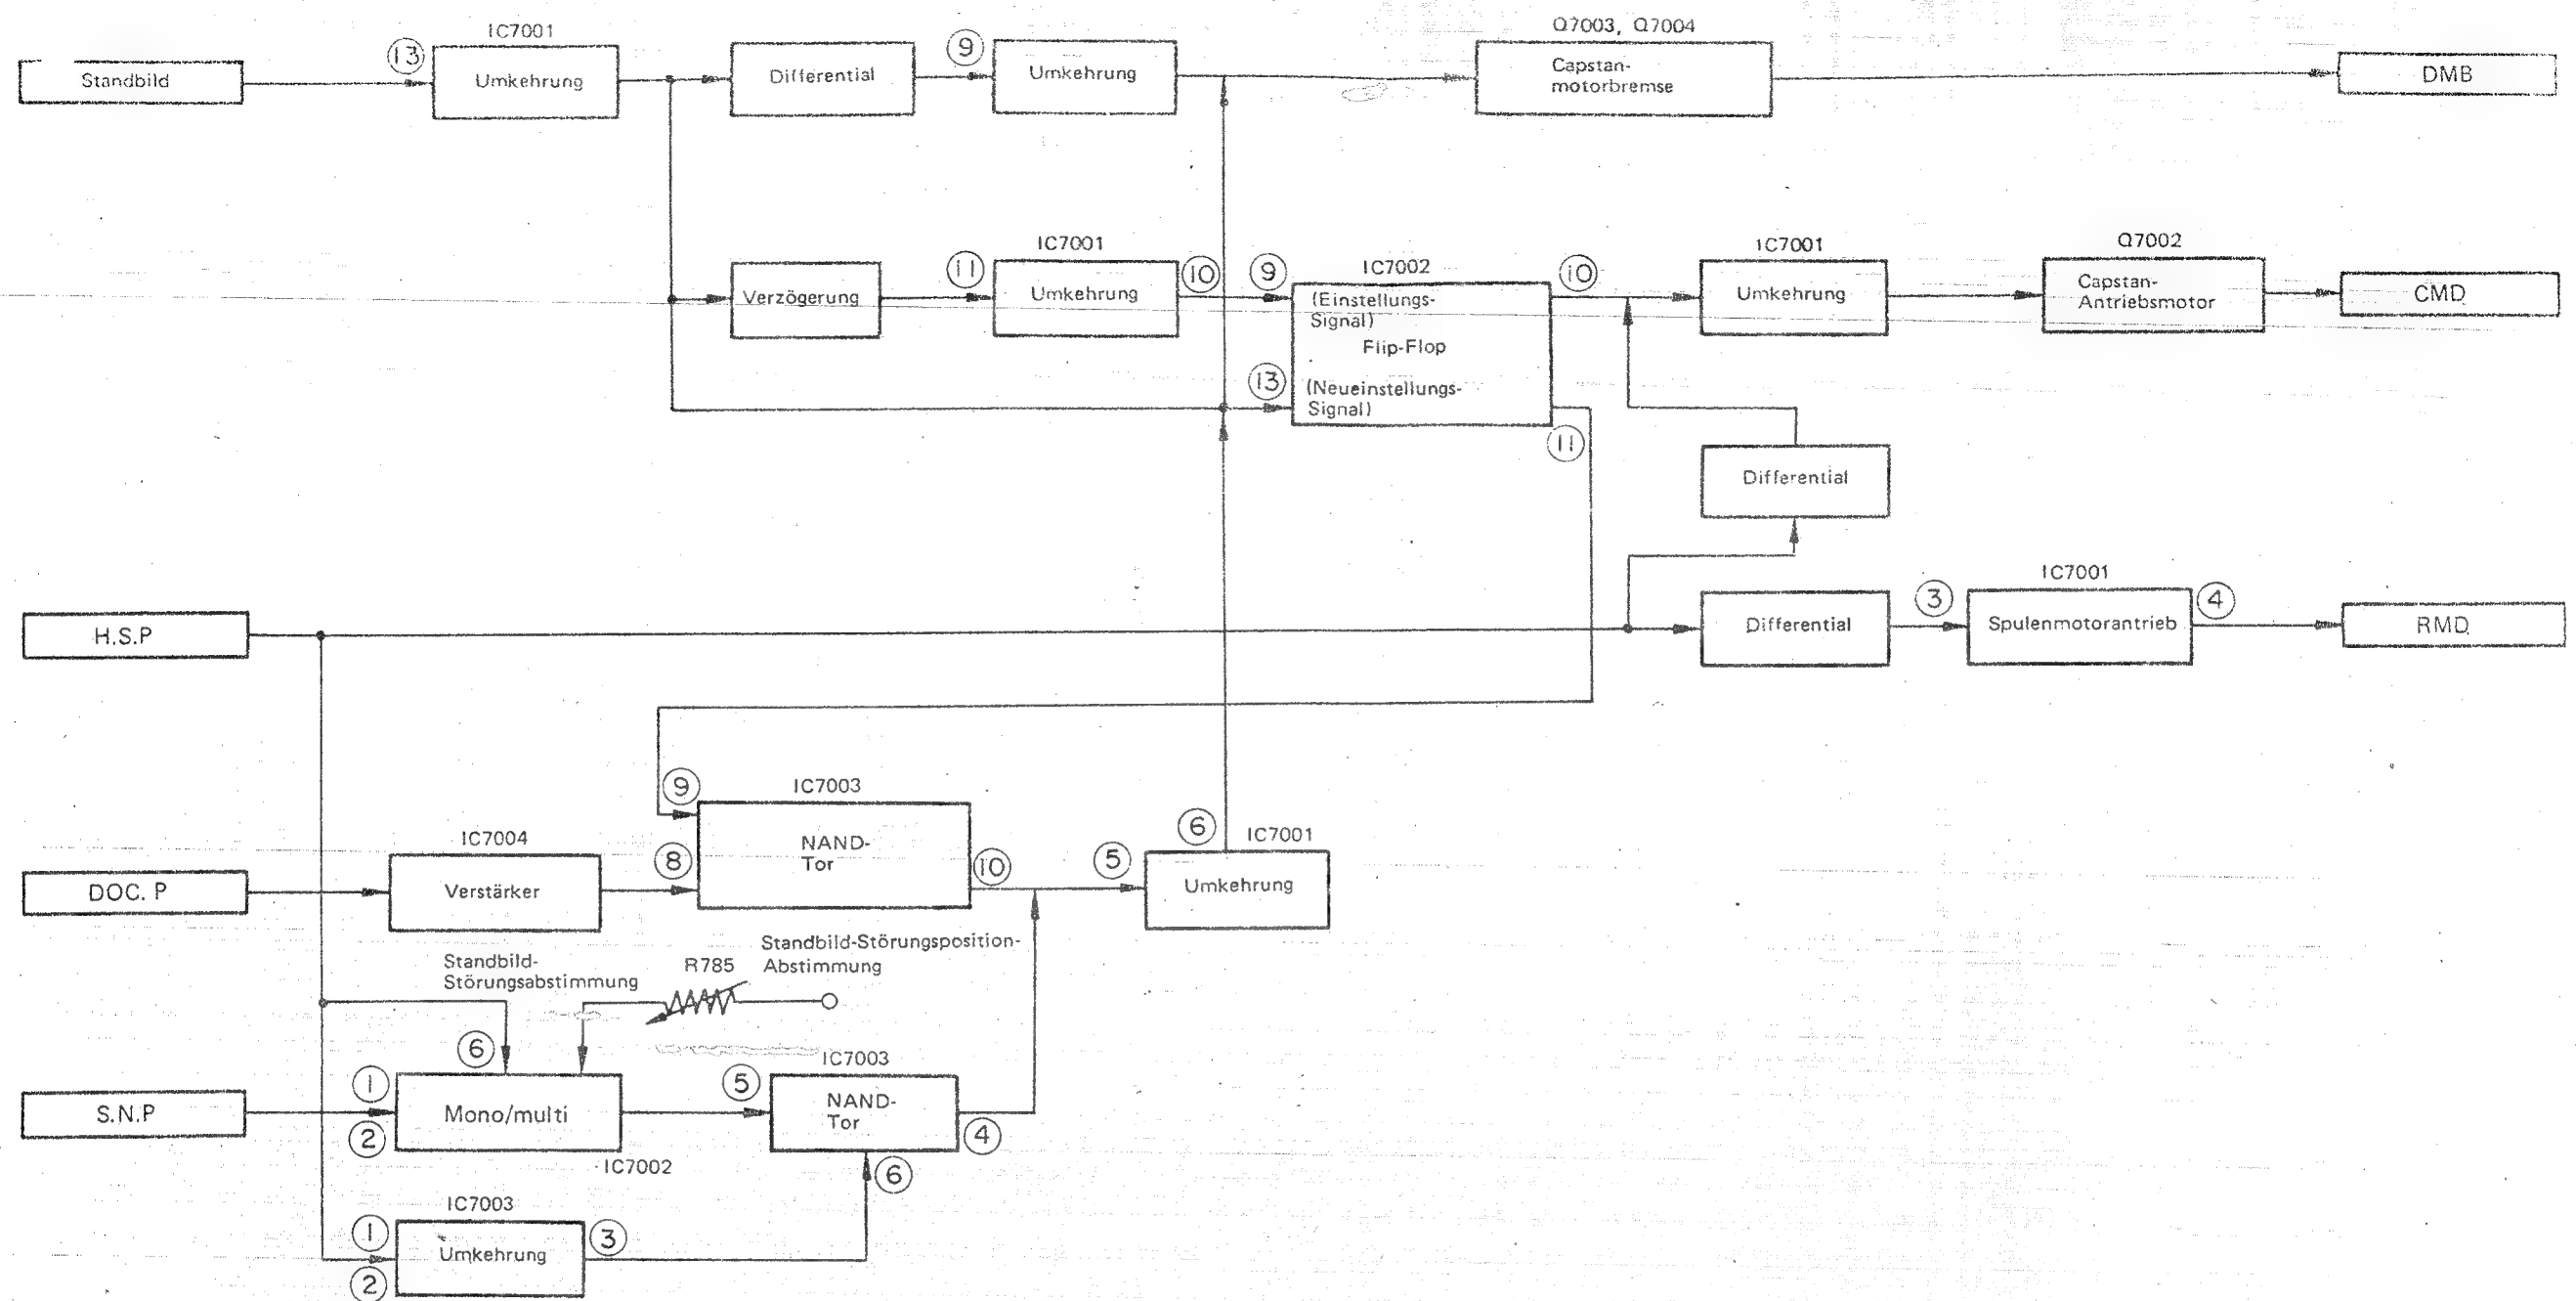 IC7001
Q7003, Q7004
Standbild
⑬
Umkehrung
Differential
⑨
Umkehrung
Capstan-
motorbremse
DMB
IC7001
IC7002
IC7001
Q7002
Verzögerung
⑪
Umkehrung
⑩
⑨
(Einstellungs-
Signal)
Flip-Flop
⑬
(Neueinstellungs-
Signal)
⑩
⑪
Umkehrung
Capstan-
Antriebsmotor
CMD
Differential
H.S.P
Differential
③
IC7001
Spulenmotorantrieb
④
RMD
⑨
IC7003
NAND-
Tor
⑧
⑩
DOC. P
IC7004
Verstärker
⑤
⑥
IC7001
Umkehrung
Standbild-
Störungsabstimmung
R785
Standbild-Störungsposition-
Abstimmung
⑥
S.N.P
①
②
Mono/multi
IC7002
⑤
IC7003
NAND-
Tor
④
⑥
IC7003
①
②
Umkehrung
③